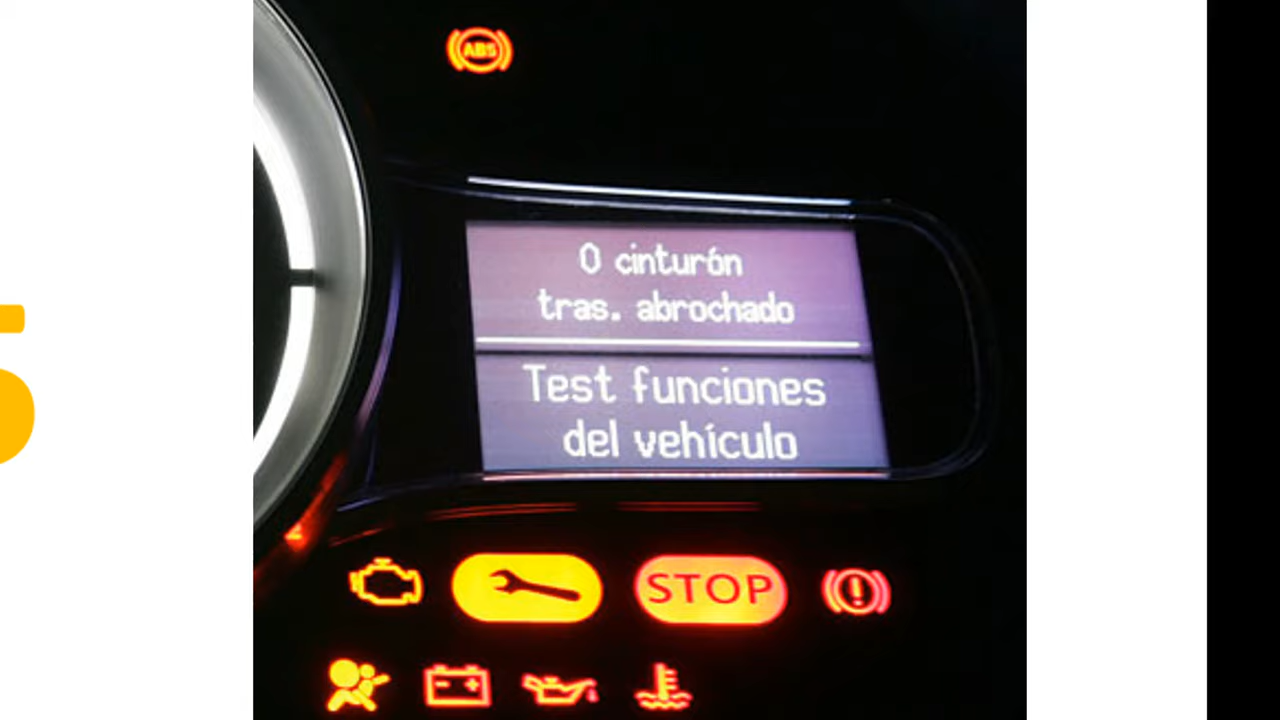 ABS
0 cinturón
tras. abrochado
Test funciones
del vehículo
STOP